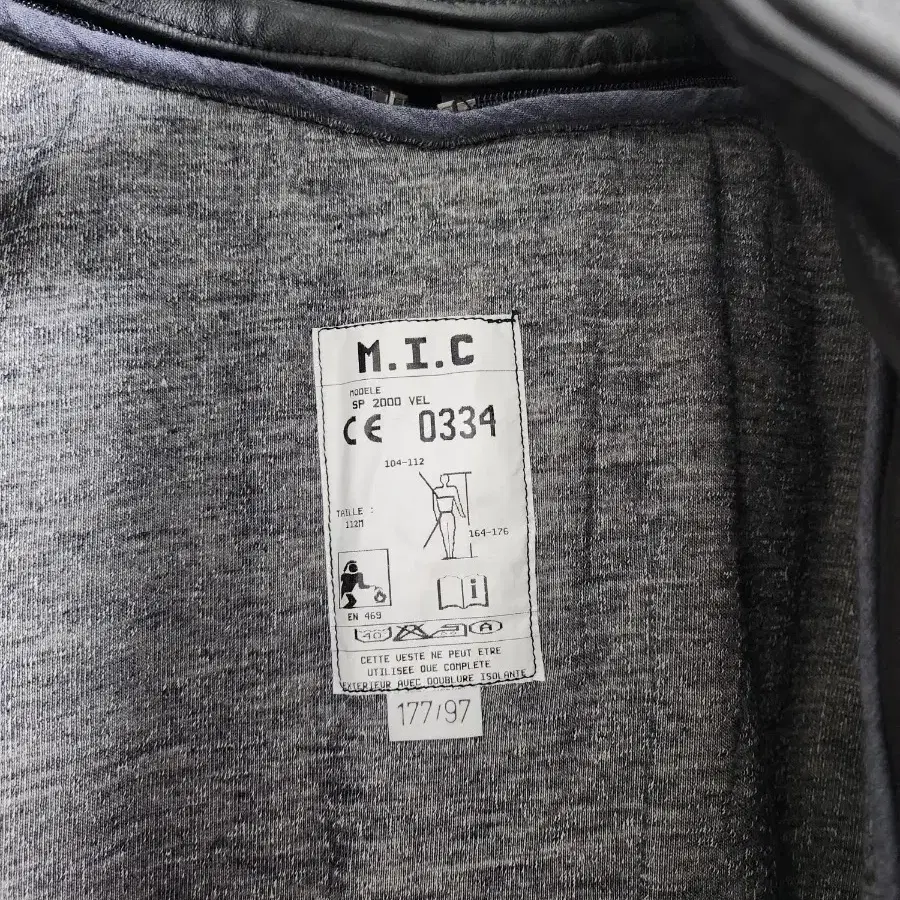 M.I.C
MODELE
SP 2000 VEL
CE 0334
104-112
TAILLE :
112M
164-176
i
EN 469
40 A
CETTE VESTE NE PEUT ETRE
UTILISEE QUE COMPLETE
EXTERIEUR AVEC DOUBLURE ISOLANTE
177/97